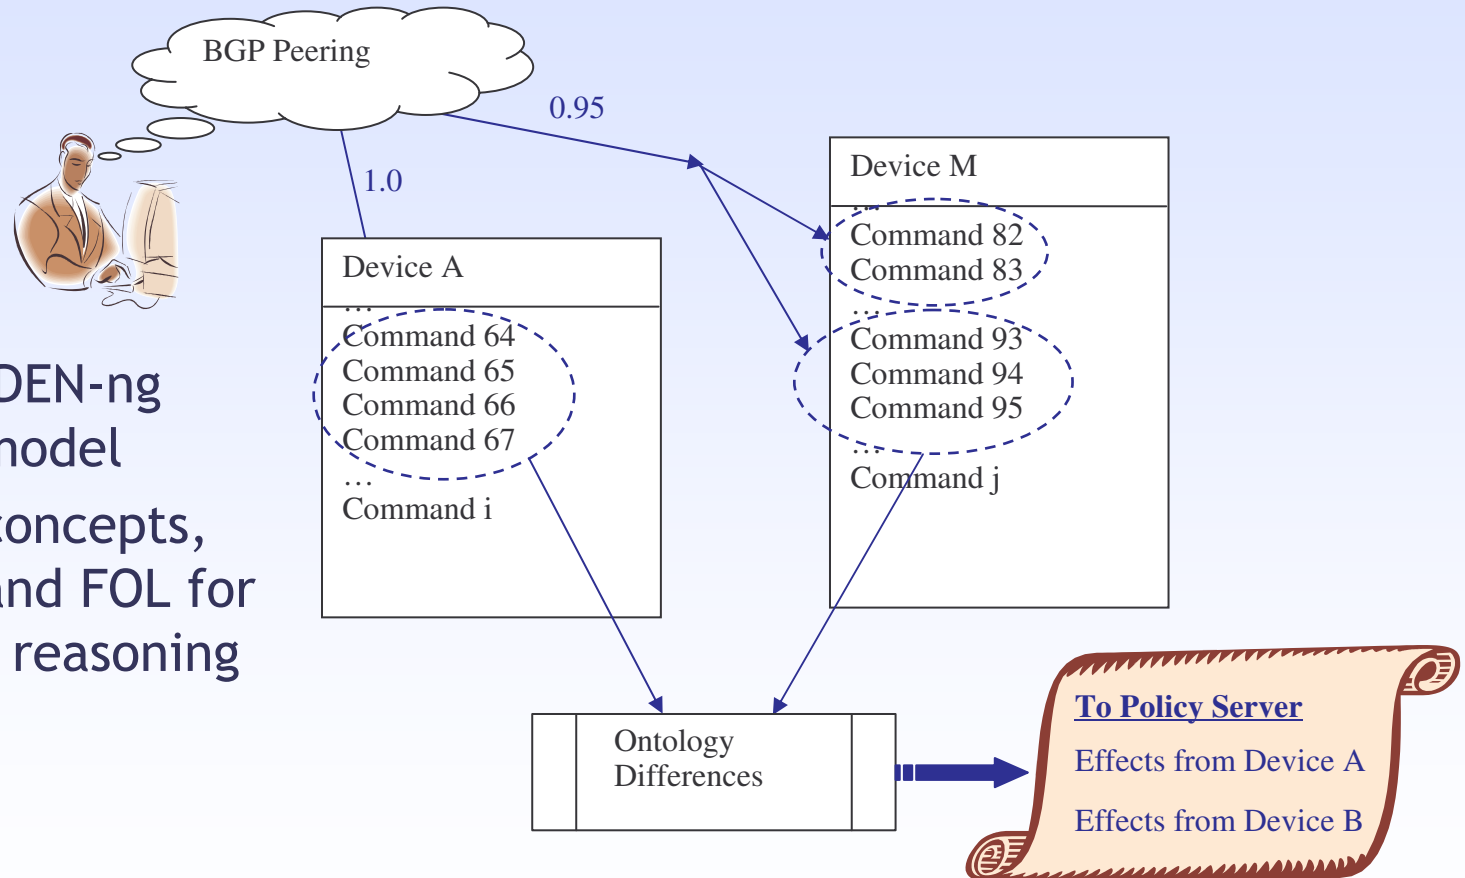 BGP Peering
0.95
1.0
Device M
…
Command 82
Command 83
…
Command 93
Command 94
Command 95
…
Command j
Device A
…
Command 64
Command 65
Command 66
Command 67
…
Command i
DEN-ng
model
concepts,
and FOL for
reasoning
Ontology
Differences
To Policy Server
Effects from Device A
Effects from Device B